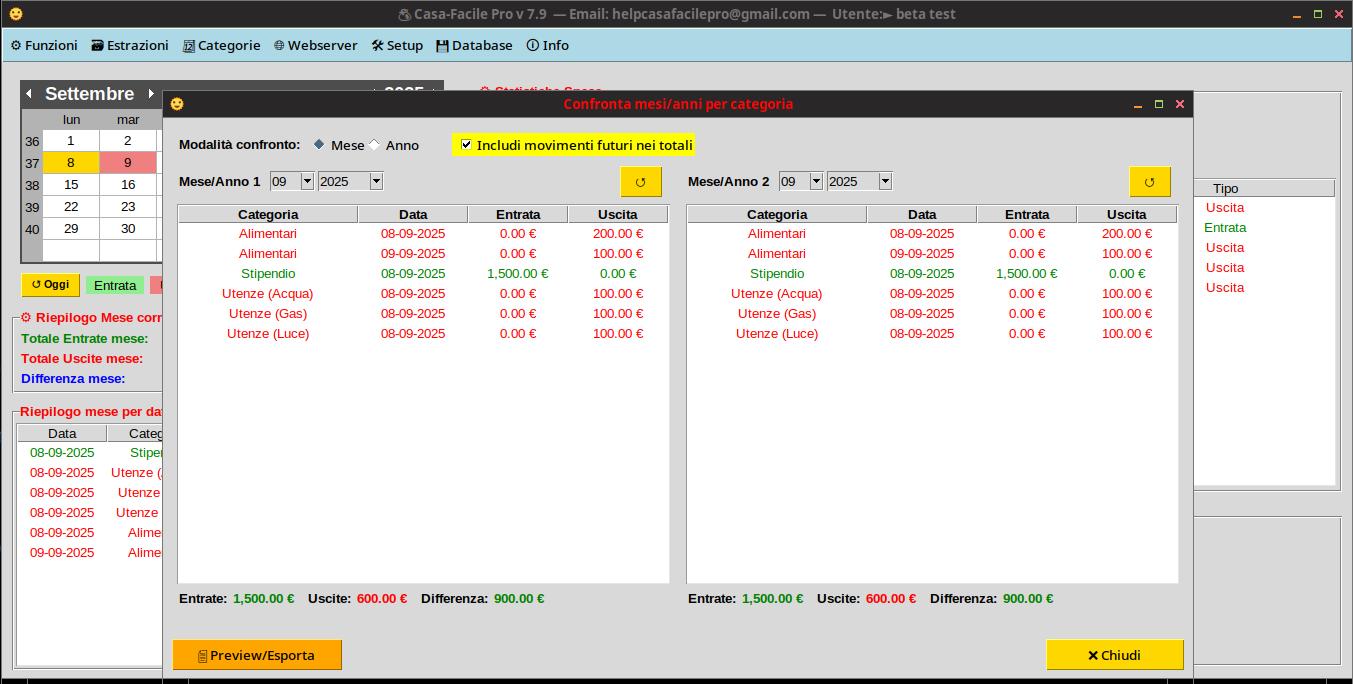 Casa-Facile Pro v 7.9 — Email: helpcasafacilepro@gmail.com — Utente:► beta test
Funzioni Estrazioni Categorie Webserver Setup Database Info
Settembre
lun mar
36 1 2
37 8 9
38 15 16
39 22 23
40 29 30
↺ Oggi Entrata
Riepilogo Mese corr
Totale Entrate mese:
Totale Uscite mese:
Differenza mese:
Riepilogo mese per da
Data Categ
08-09-2025 Stipe
08-09-2025 Utenze (
08-09-2025 Utenze
08-09-2025 Utenze
08-09-2025 Alime
09-09-2025 Alime
Confronta mesi/anni per categoria
Modalità confronto: Mese Anno Includi movimenti futuri nei totali
Mese/Anno 1 09 2025 ↺
Categoria Data Entrata Uscita
Alimentari 08-09-2025 0.00 € 200.00 €
Alimentari 09-09-2025 0.00 € 100.00 €
Stipendio 08-09-2025 1,500.00 € 0.00 €
Utenze (Acqua) 08-09-2025 0.00 € 100.00 €
Utenze (Gas) 08-09-2025 0.00 € 100.00 €
Utenze (Luce) 08-09-2025 0.00 € 100.00 €
Entrate: 1,500.00 € Uscite: 600.00 € Differenza: 900.00 €
Mese/Anno 2 09 2025 ↺
Categoria Data Entrata Uscita
Alimentari 08-09-2025 0.00 € 200.00 €
Alimentari 09-09-2025 0.00 € 100.00 €
Stipendio 08-09-2025 1,500.00 € 0.00 €
Utenze (Acqua) 08-09-2025 0.00 € 100.00 €
Utenze (Gas) 08-09-2025 0.00 € 100.00 €
Utenze (Luce) 08-09-2025 0.00 € 100.00 €
Entrate: 1,500.00 € Uscite: 600.00 € Differenza: 900.00 €
Preview/Esporta
Chiudi
Tipo
Uscita
Entrata
Uscita
Uscita
Uscita